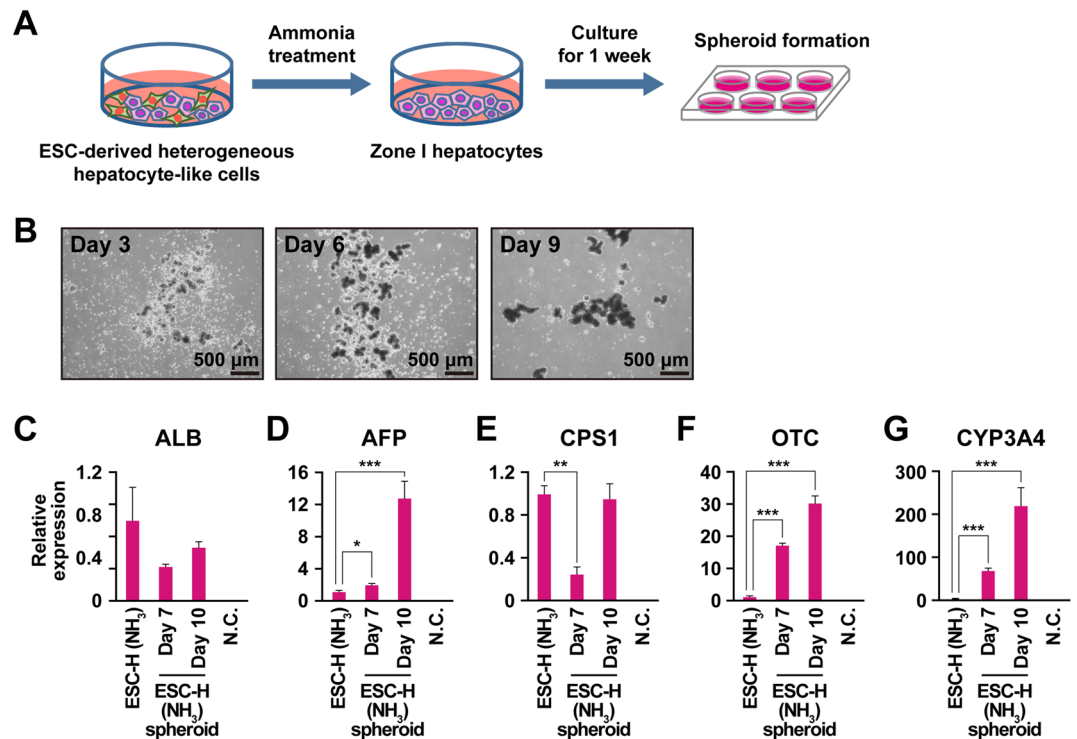 A
Ammonia
treatment
Culture
for 1 week
Spheroid formation
ESC-derived heterogeneous
hepatocyte-like cells
Zone I hepatocytes
B
Day 3
500 µm
Day 6
500 µm
Day 9
500 µm
C
ALB
Relative
expression
1.2
0.8
0.4
0
ESC-H (NH3)
Day 7
Day 10
N.C.
ESC-H
(NH3)
spheroid
D
AFP
16
12
8
4
0
***
*
ESC-H (NH3)
Day 7
Day 10
N.C.
ESC-H
(NH3)
spheroid
E
CPS1
1.2
0.8
0.4
0
**
ESC-H (NH3)
Day 7
Day 10
N.C.
ESC-H
(NH3)
spheroid
F
OTC
40
30
20
10
0
***
***
ESC-H (NH3)
Day 7
Day 10
N.C.
ESC-H
(NH3)
spheroid
G
CYP3A4
300
200
100
0
***
***
ESC-H (NH3)
Day 7
Day 10
N.C.
ESC-H
(NH3)
spheroid